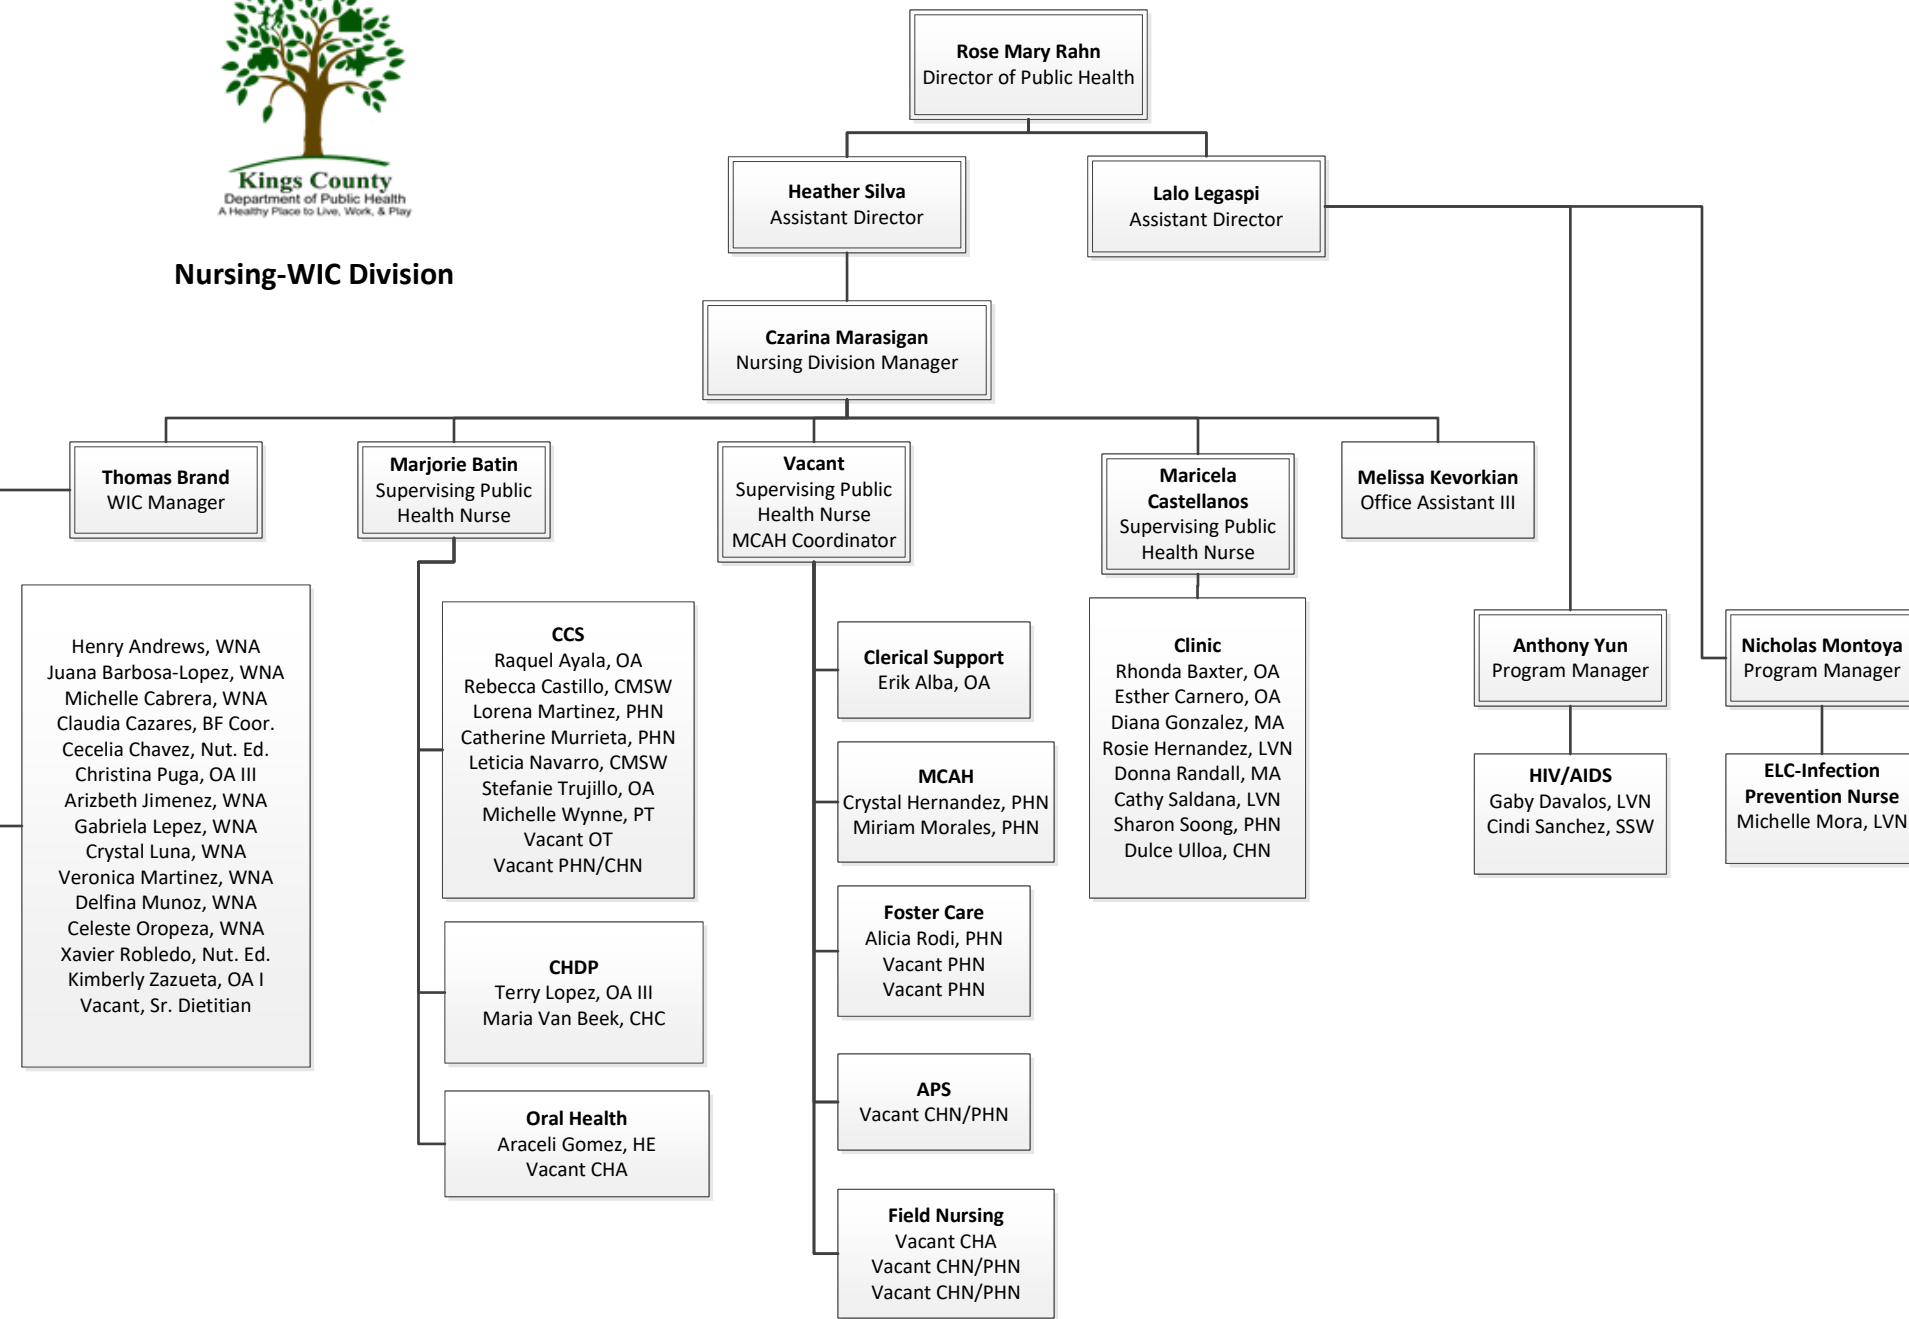 Kings County
Department of Public Health
A Healthy Place to Live, Work, & Play
Nursing-WIC Division
Rose Mary Rahn
Director of Public Health
Heather Silva
Assistant Director
Lalo Legaspi
Assistant Director
Czarina Marasigan
Nursing Division Manager
Thomas Brand
WIC Manager
Marjorie Batin
Supervising Public
Health Nurse
Vacant
Supervising Public
Health Nurse
MCAH Coordinator
Maricela
Castellanos
Supervising Public
Health Nurse
Melissa Kevorkian
Office Assistant III
Henry Andrews, WNA
Juana Barbosa-Lopez, WNA
Michelle Cabrera, WNA
Claudia Cazares, BF Coor.
Cecelia Chavez, Nut. Ed.
Christina Puga, OA III
Arizbeth Jimenez, WNA
Gabriela Lepez, WNA
Crystal Luna, WNA
Veronica Martinez, WNA
Delfina Munoz, WNA
Celeste Oropeza, WNA
Xavier Robledo, Nut. Ed.
Kimberly Zazueta, OA I
Vacant, Sr. Dietitian
CCS
Raquel Ayala, OA
Rebecca Castillo, CMSW
Lorena Martinez, PHN
Catherine Murrieta, PHN
Leticia Navarro, CMSW
Stefanie Trujillo, OA
Michelle Wynne, PT
Vacant OT
Vacant PHN/CHN
CHDP
Terry Lopez, OA III
Maria Van Beek, CHC
Oral Health
Araceli Gomez, HE
Vacant CHA
Clerical Support
Erik Alba, OA
MCAH
Crystal Hernandez, PHN
Miriam Morales, PHN
Foster Care
Alicia Rodi, PHN
Vacant PHN
Vacant PHN
APS
Vacant CHN/PHN
Field Nursing
Vacant CHA
Vacant CHN/PHN
Vacant CHN/PHN
Clinic
Rhonda Baxter, OA
Esther Carnero, OA
Diana Gonzalez, MA
Rosie Hernandez, LVN
Donna Randall, MA
Cathy Saldana, LVN
Sharon Soong, PHN
Dulce Ulloa, CHN
Anthony Yun
Program Manager
HIV/AIDS
Gaby Davalos, LVN
Cindi Sanchez, SSW
Nicholas Montoya
Program Manager
ELC-Infection
Prevention Nurse
Michelle Mora, LVN